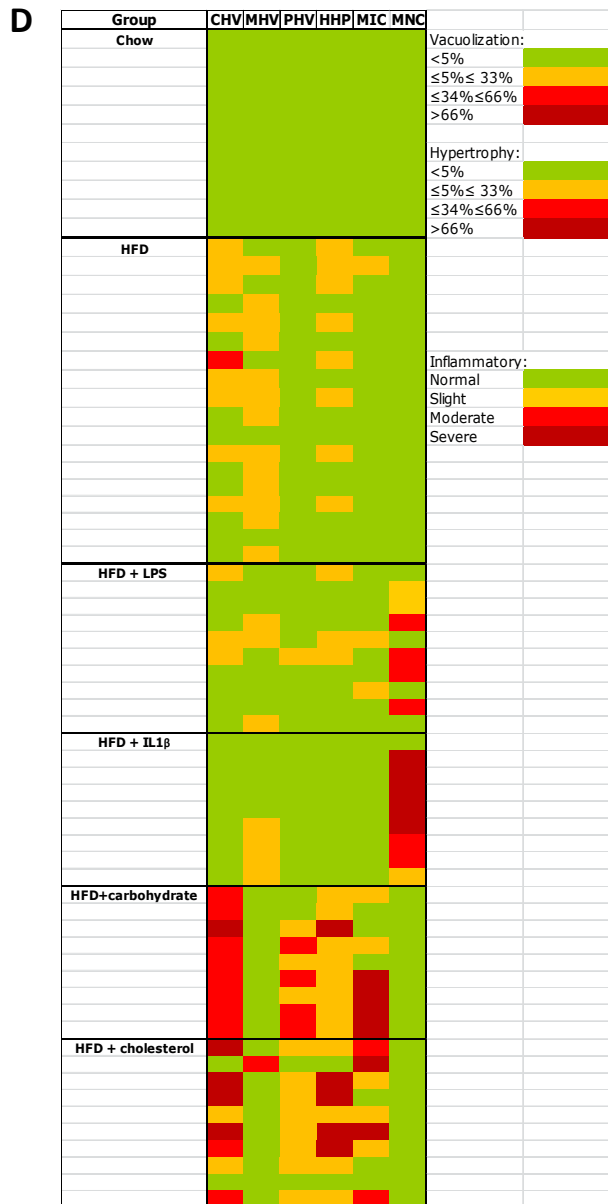 D
Group CHV MHV PHV HHP MIC MNC
Chow Vacuolization:
<5%
≤5%≤ 33%
≤34%≤66%
>66%
Hypertrophy:
<5%
≤5%≤ 33%
≤34%≤66%
>66%
HFD
Inflammatory:
Normal
Slight
Moderate
Severe
HFD + LPS
HFD + IL1β
HFD+carbohydrate
HFD + cholesterol